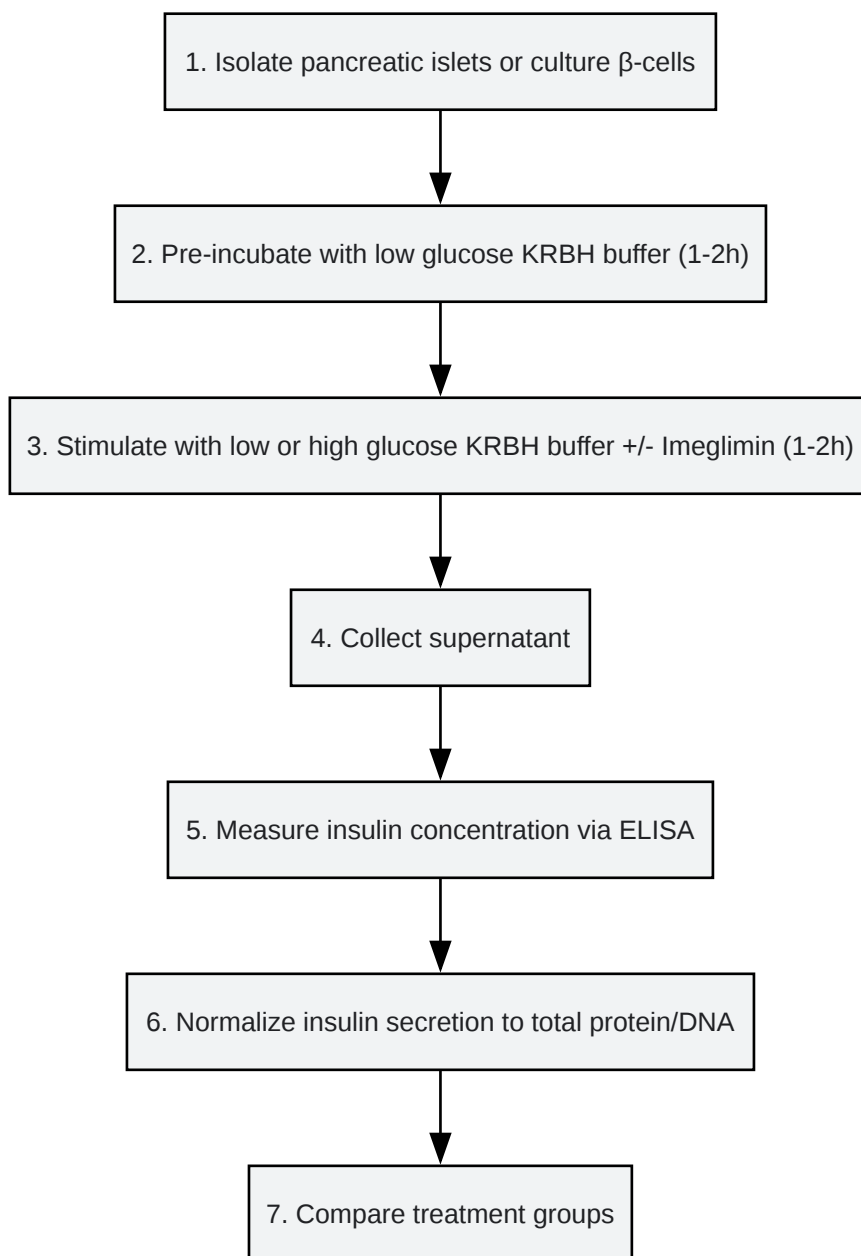 1. Isolate pancreatic islets or culture β-cells
2. Pre-incubate with low glucose KRBH buffer (1-2h)
3. Stimulate with low or high glucose KRBH buffer +/- Imeglimin (1-2h)
4. Collect supernatant
5. Measure insulin concentration via ELISA
6. Normalize insulin secretion to total protein/DNA
7. Compare treatment groups